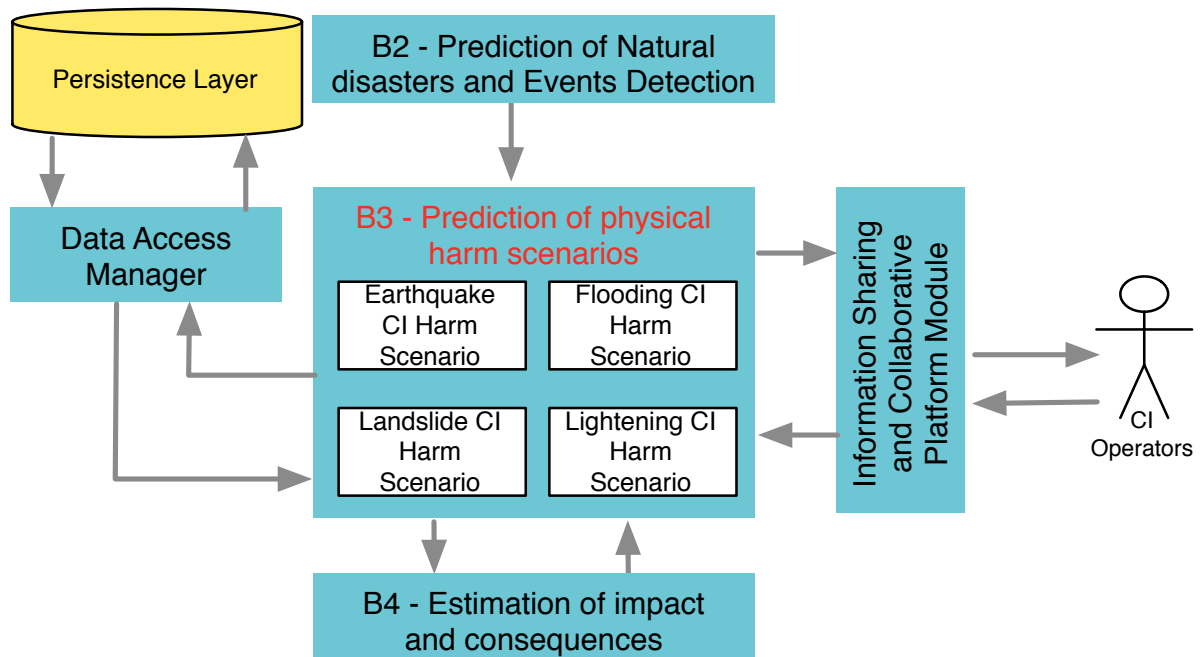 Persistence Layer
B2 - Prediction of Natural
disasters and Events Detection
Data Access
Manager
B3 - Prediction of physical
harm scenarios
Earthquake
CI Harm
Scenario
Flooding CI
Harm
Scenario
Landslide CI
Harm
Scenario
Lightening CI
Harm
Scenario
Information Sharing
and Collaborative
Platform Module
CI
Operators
B4 - Estimation of impact
and consequences